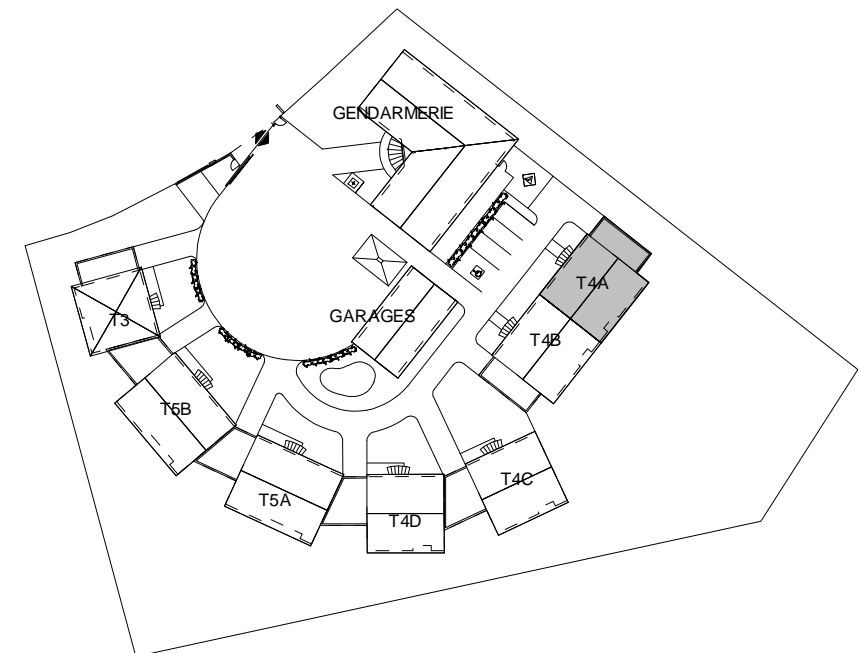 GENDARMERIE
T4A
GARAGES
T3
T4B
T5B
T4C
T5A
T4D